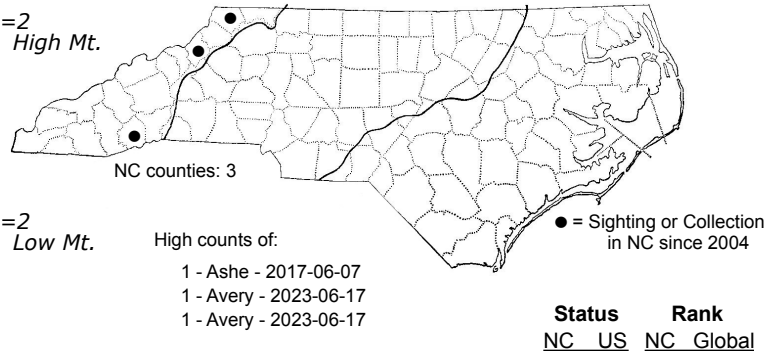 =2
High Mt.
NC counties: 3
=2
Low Mt.
High counts of:
1 - Ashe - 2017-06-07
1 - Avery - 2023-06-17
1 - Avery - 2023-06-17
● = Sighting or Collection
in NC since 2004
Status Rank
NC US NC Global